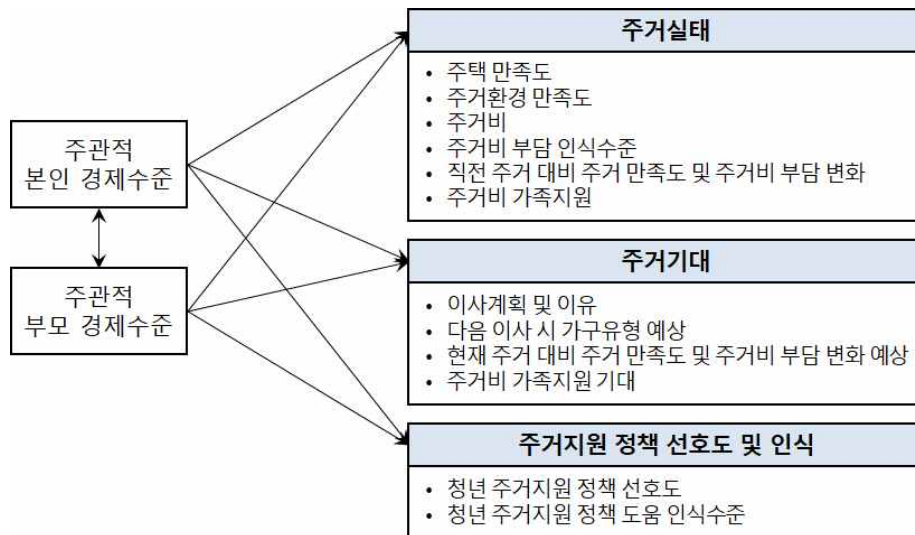 주관적
본인 경제수준
주관적
부모 경제수준
주거실태
• 주택 만족도
• 주거환경 만족도
• 주거비
• 주거비 부담 인식수준
• 직전 주거 대비 주거 만족도 및 주거비 부담 변화
• 주거비 가족지원
주거기대
• 이사계획 및 이유
• 다음 이사 시 가구유형 예상
• 현재 주거 대비 주거 만족도 및 주거비 부담 변화 예상
• 주거비 가족지원 기대
주거지원 정책 선호도 및 인식
• 청년 주거지원 정책 선호도
• 청년 주거지원 정책 도움 인식수준